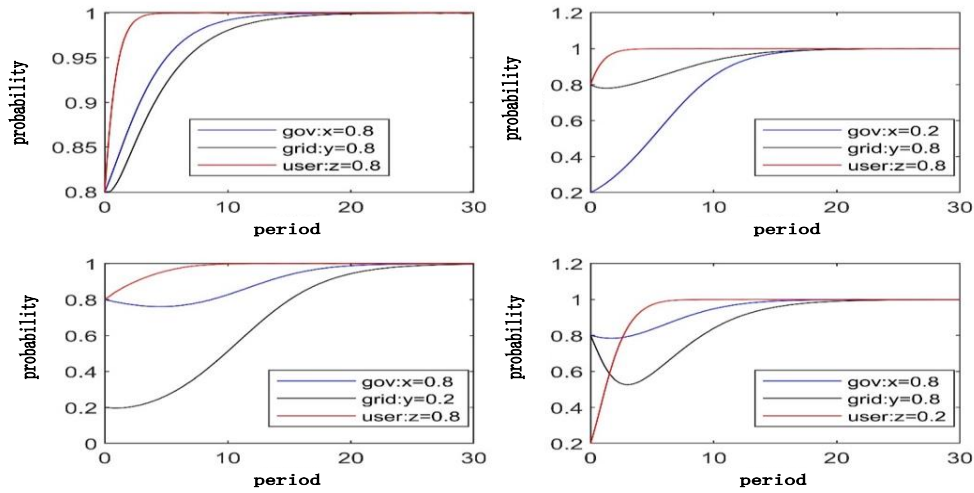 1
0.95
0.9
0.85
0.8
0
10
20
30
probability
period
gov:x=0.8
grid:y=0.8
user:z=0.8
1.2
1
0.8
0.6
0.4
0.2
0
10
20
30
probability
period
gov:x=0.2
grid:y=0.8
user:z=0.8
1
0.8
0.6
0.4
0.2
0
0
10
20
30
probability
period
gov:x=0.8
grid:y=0.2
user:z=0.8
1.2
1
0.8
0.6
0.4
0.2
0
10
20
30
probability
period
gov:x=0.8
grid:y=0.8
user:z=0.2